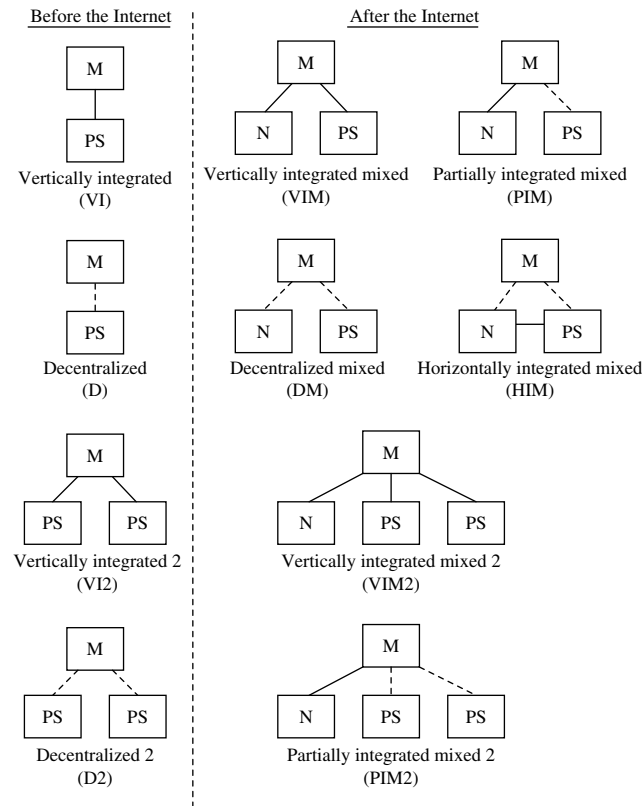 Before the Internet
After the Internet
M
PS
Vertically integrated
(VI)
M
N
PS
Vertically integrated mixed
(VIM)
M
N
PS
Partially integrated mixed
(PIM)
M
PS
Decentralized
(D)
M
N
PS
Decentralized mixed
(DM)
M
N
PS
Horizontally integrated mixed
(HIM)
M
PS
PS
Vertically integrated 2
(VI2)
M
N
PS
PS
Vertically integrated mixed 2
(VIM2)
M
PS
PS
Decentralized 2
(D2)
M
N
PS
PS
Partially integrated mixed 2
(PIM2)